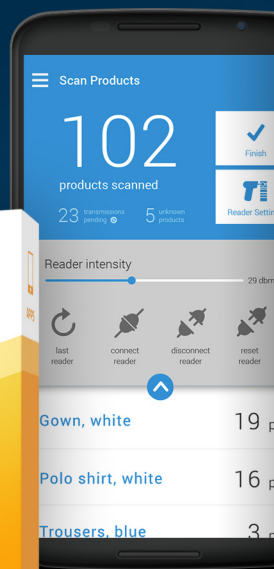 Scan Products
102
products scanned
23 transmissions
pending
5 unknown
products
Finish
Reader Settin
Reader intensity
29 dbm
last
reader
connect
reader
disconnect
reader
reset
reader
APPS
Gown, white 19 p
Polo shirt, white 16 p
Trousers, blue 3 p